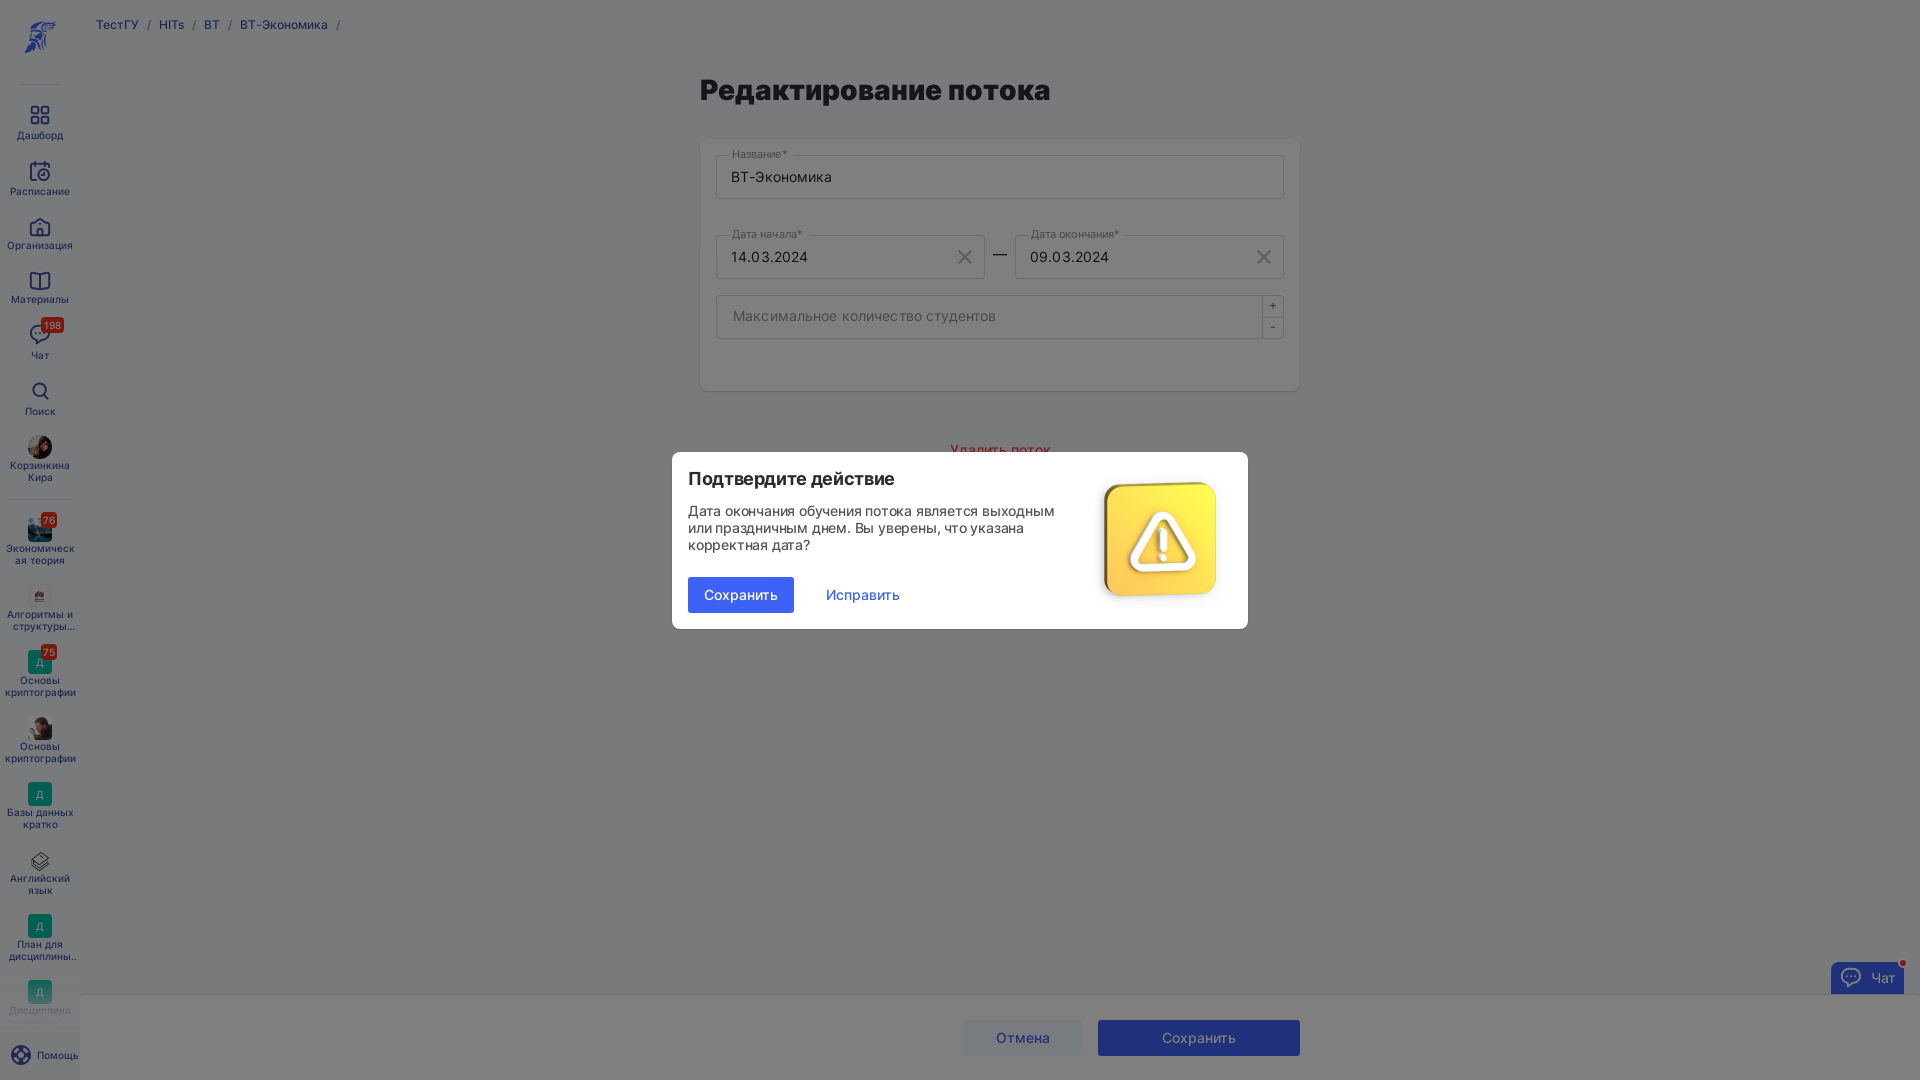 ТестГУ / HITs / ВТ / ВТ-Экономика /
Редактирование потока
Название*
ВТ-Экономика
Дата начала*
14.03.2024
—
Дата окончания*
09.03.2024
Максимальное количество студентов
+
-
Удалить поток
Подтвердите действие
Дата окончания обучения потока является выходным
или праздничным днем. Вы уверены, что указана
корректная дата?
Сохранить
Исправить
Дашборд
Расписание
Организация
Материалы
198
Чат
Поиск
Корзинкина
Кира
76
Экономическ
ая теория
Алгоритмы и
структуры...
75
Д
Основы
криптографии
Основы
криптографии
Д
Базы данных
кратко
Английский
язык
Д
План для
дисциплины..
Д
Дисциплина
Помощь
Чат
Отмена
Сохранить